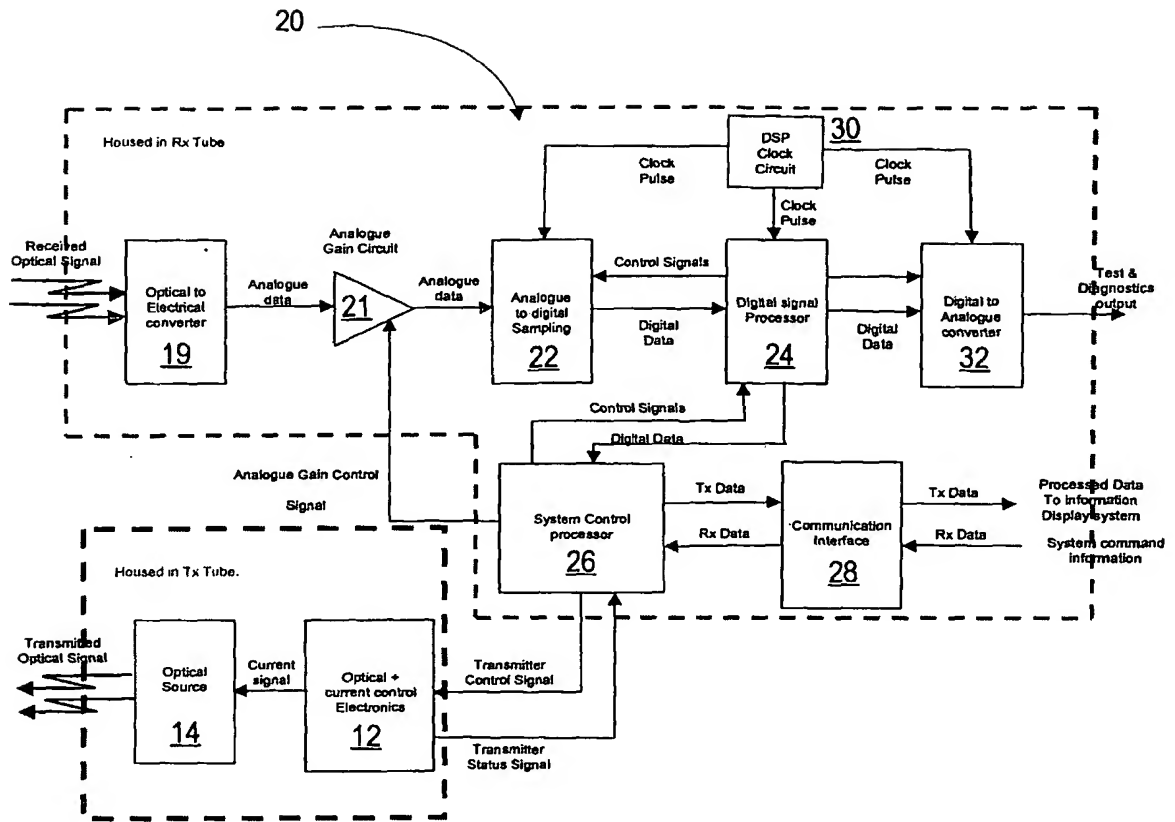 20
Housed in Rx Tube
DSP
Clock
Circuit
30
Clock
Pulse
Clock
Pulse
Clock
Pulse
Received
Optical Signal
Optical to
Electrical
converter
19
Analogue
data
Analogue
Gain Circuit
21
Analogue data
Analogue
to digital
Sampling
22
Control Signals
Digital
Data
Digital signal
Processor
24
Digital
Data
Digital to
Analogue
converter
32
Test &
Diagnostics
output
Control Signals
Digital Data
Analogue Gain Control
Signal
System Control
processor
26
Tx Data
Rx Data
Communication
Interface
28
Tx Data
Rx Data
Processed Data
To information
Display system
System command
information
Housed in Tx Tube.
Transmitted
Optical Signal
Optical
Source
14
Current
signal
Optical +
current control
Electronics
12
Transmitter
Control Signal
Transmitter
Status Signal